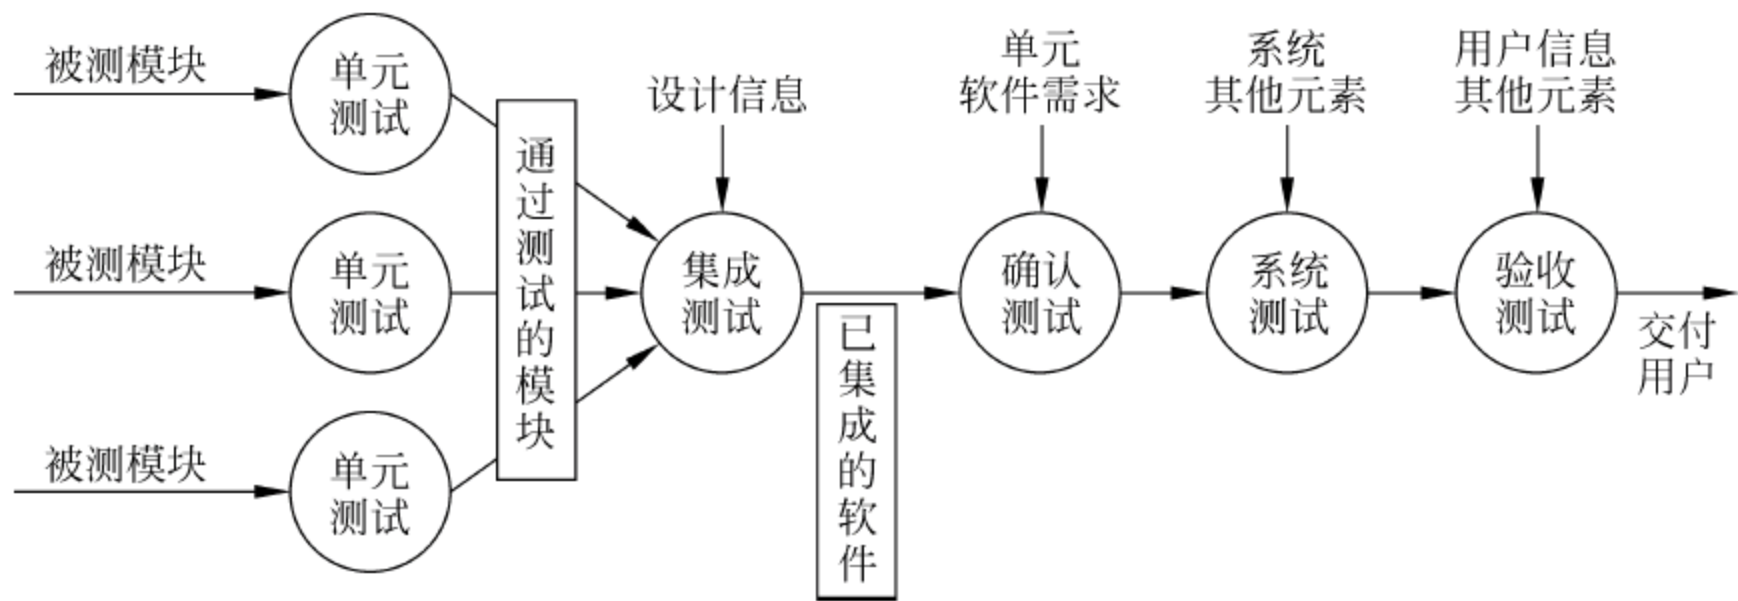 被测模块
单元
测试
被测模块
单元
测试
被测模块
单元
测试
通过测试的模块
设计信息
集成
测试
已集成的软件
单元
软件需求
确认
测试
系统
其他元素
系统
测试
用户信息
其他元素
验收
测试
交付
用户